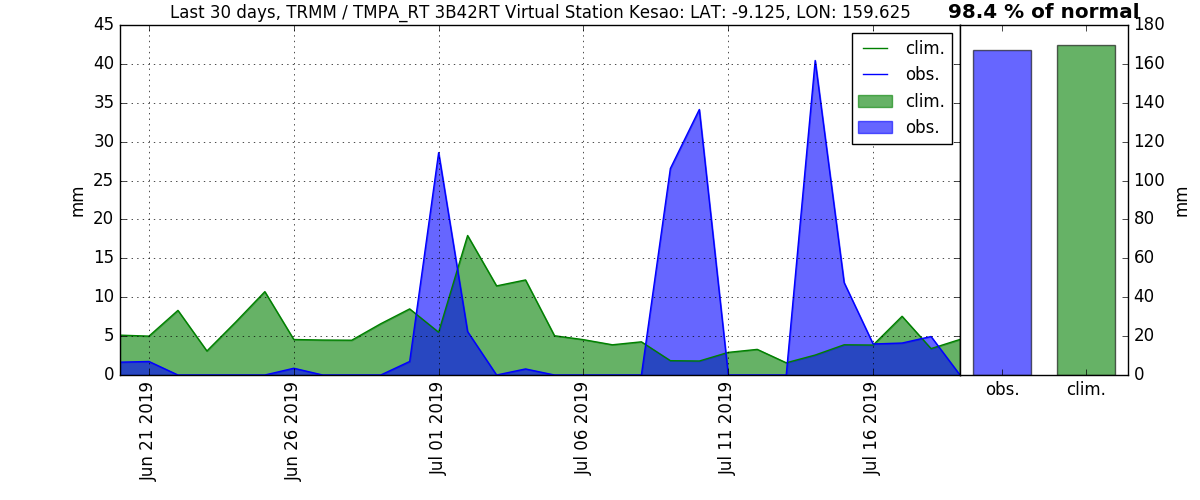 Last 30 days, TRMM / TMPA_RT 3B42RT Virtual Station Kesao: LAT: -9.125, LON: 159.625
98.4 % of normal
mm
45
40
35
30
25
20
15
10
5
0
clim.
obs.
clim.
obs.
Jun 21 2019
Jun 26 2019
Jul 01 2019
Jul 06 2019
Jul 11 2019
Jul 16 2019
obs.
clim.
180
160
140
120
100
80
60
40
20
0
mm